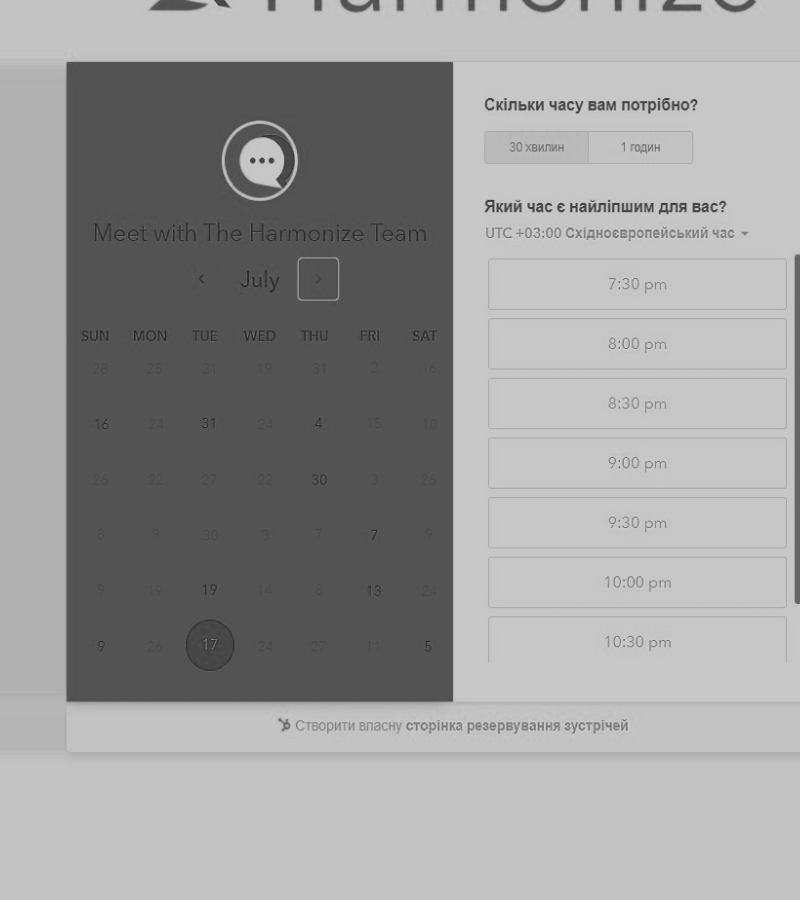 Harmonize
Meet with The Harmonize Team
July
SUN MON TUE WED THU FRI SAT
28 25 21 19 31 2 16
16 24 31 24 4 15 10
26 22 27 22 30 3 26
8 9 30 3 7 7 9
9 19 19 14 8 13 24
9 26 17 24 27 11 5
Скільки часу вам потрібно?
30 хвилин 1 годин
Який час є найліпшим для вас?
UTC +03:00 Східноєвропейський час
7:30 pm
8:00 pm
8:30 pm
9:00 pm
9:30 pm
10:00 pm
10:30 pm
Створити власну сторінка резервування зустрічей